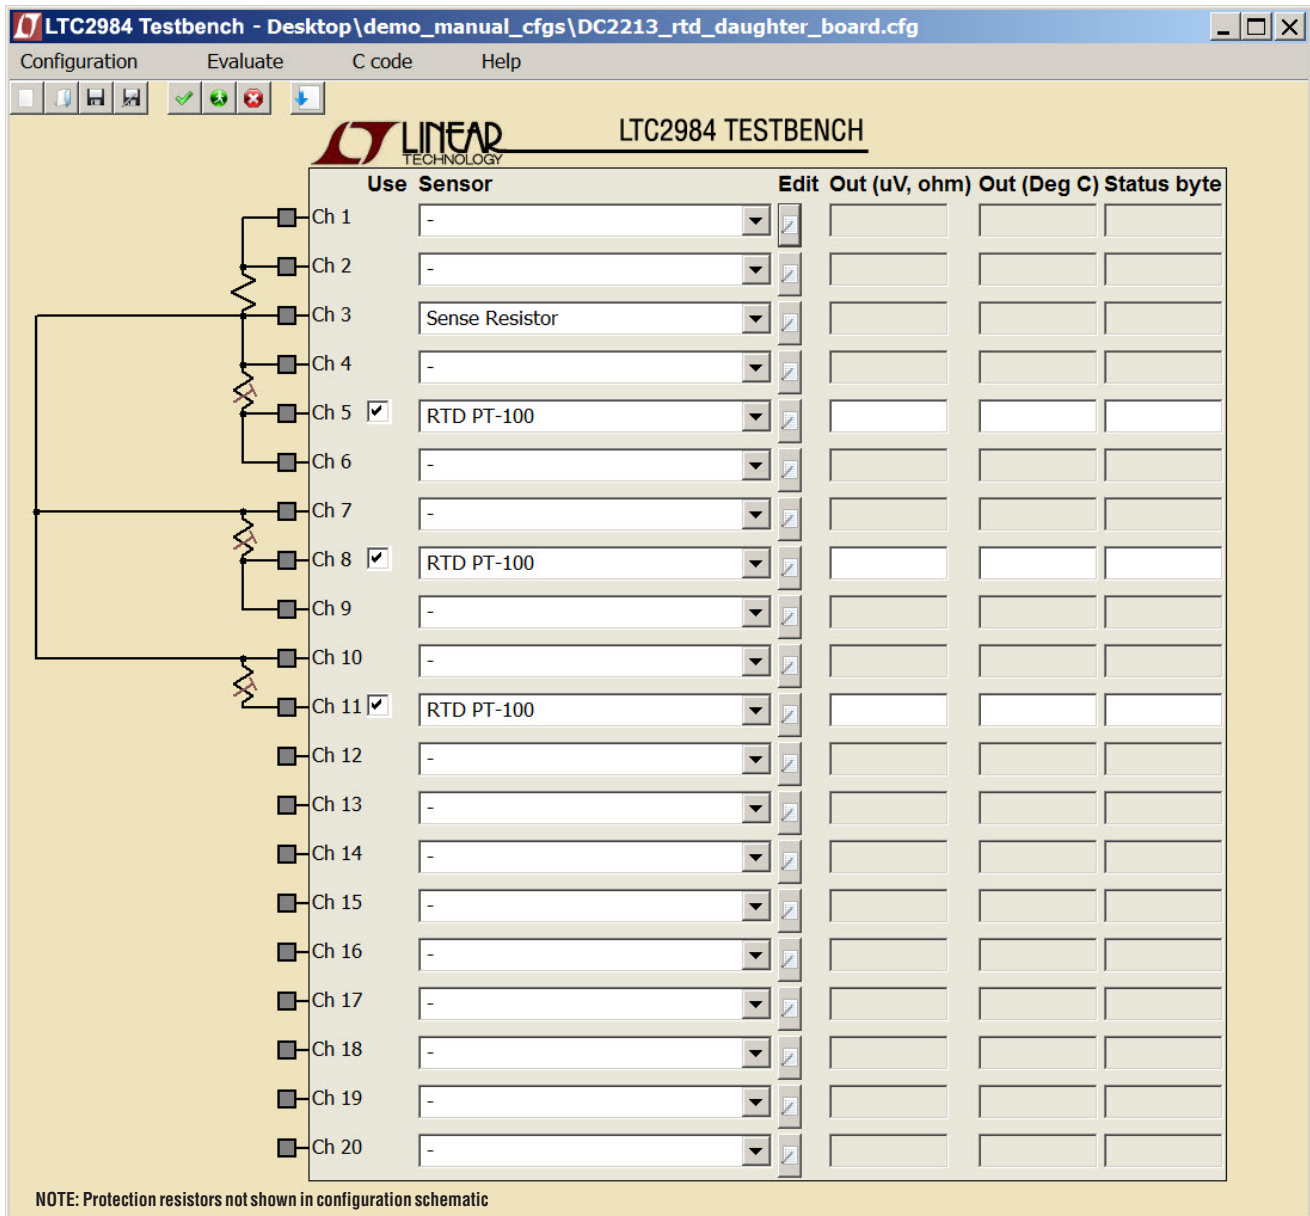 LTC2984 Testbench - Desktop\demo_manual_cfgs\DC2213_rtd_daughter_board.cfg
Configuration Evaluate C code Help
LINEAR TECHNOLOGY
LTC2984 TESTBENCH
Use Sensor Edit Out (uV, ohm) Out (Deg C) Status byte
Ch 1 -
Ch 2 -
Ch 3 Sense Resistor
Ch 4 -
Ch 5 RTD PT-100
Ch 6 -
Ch 7 -
Ch 8 RTD PT-100
Ch 9 -
Ch 10 -
Ch 11 RTD PT-100
Ch 12 -
Ch 13 -
Ch 14 -
Ch 15 -
Ch 16 -
Ch 17 -
Ch 18 -
Ch 19 -
Ch 20 -
NOTE: Protection resistors not shown in configuration schematic